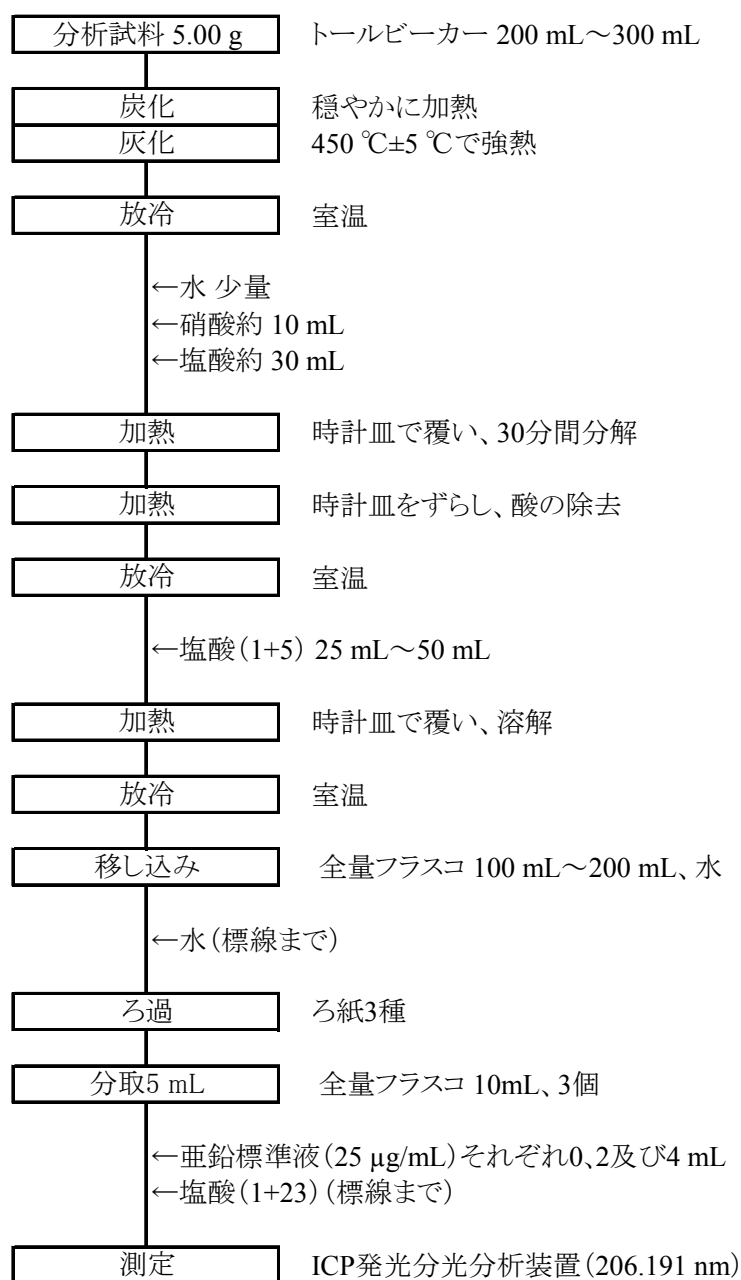 分析試料 5.00 g トールビーカー 200 mL～300 mL
炭化 穏やかに加熱
灰化 450 ℃±5 ℃で強熱
放冷 室温
←水 少量
←硝酸約 10 mL
←塩酸約 30 mL
加熱 時計皿で覆い、30分間分解
加熱 時計皿をずらし、酸の除去
放冷 室温
←塩酸（1+5） 25 mL～50 mL
加熱 時計皿で覆い、溶解
放冷 室温
移し込み 全量フラスコ 100 mL～200 mL、水
←水（標線まで）
ろ過 ろ紙3種
分取5 mL 全量フラスコ 10mL、3個
←亜鉛標準液（25 µg/mL）それぞれ0、2及び4 mL
←塩酸（1+23）（標線まで）
測定 ICP発光分光分析装置（206.191 nm）